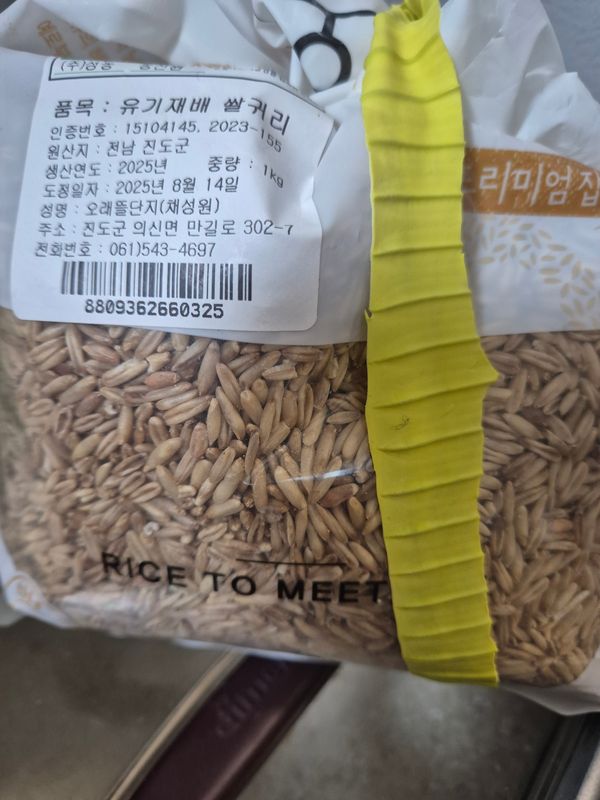 품목 : 유기재배 쌀귀리
인증번호 : 15104145, 2023-155
원산지 : 전남 진도군
생산연도 : 2025년 중량 : 1kg
도정일자 : 2025년 8월 14일
성명 : 오래뜰단지(채성원)
주소 : 진도군 의신면 만길로 302-7
전화번호 : 061)543-4697
8809362660325
리미엄잡
RICE TO MEET